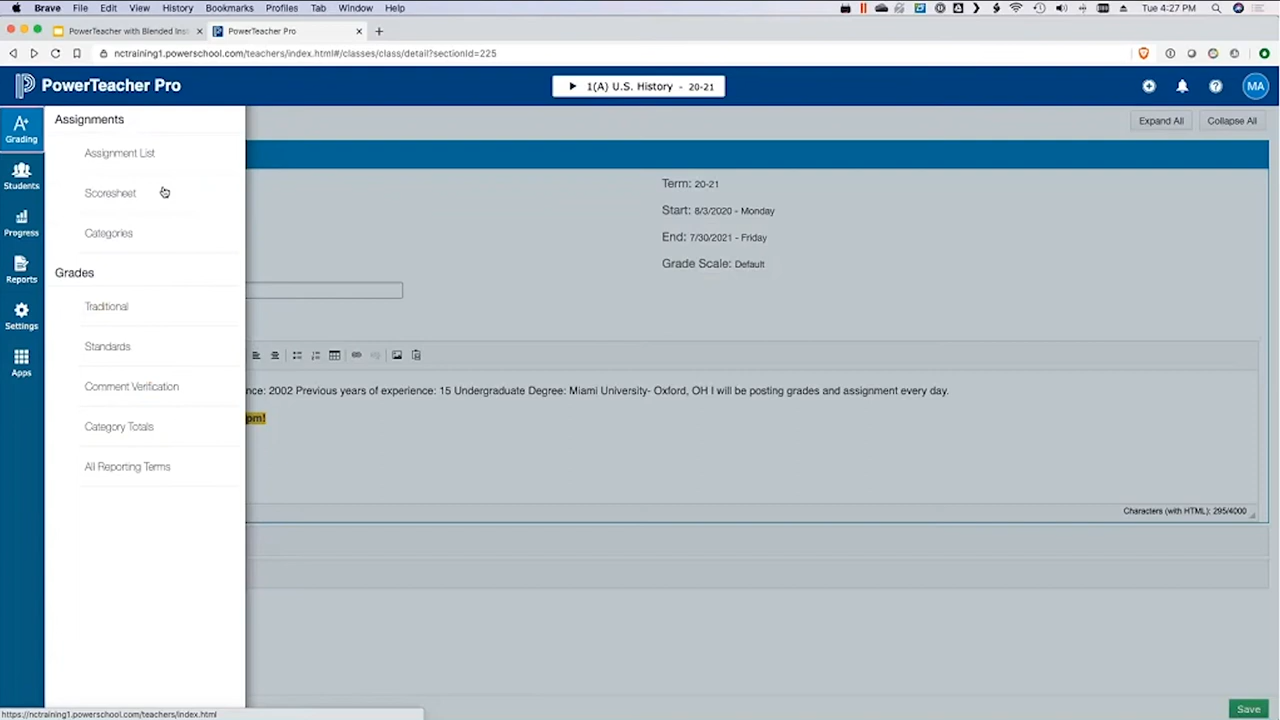 Brave File Edit View History Bookmarks Profiles Tab Window Help Tue 4:27 PM
PowerTeacher with Blended Inst PowerTeacher Pro
nctraining1.powerschool.com/teachers/index.html#/classes/class/detail?sectionId=225
PowerTeacher Pro 1(A) U.S. History - 20-21 MA
A+
Grading
Students
Progress
Reports
Settings
Apps
Assignments
Assignment List
Scoresheet
Categories
Grades
Traditional
Standards
Comment Verification
Category Totals
All Reporting Terms
Expand All Collapse All
Term: 20-21
Start: 8/3/2020 - Monday
End: 7/30/2021 - Friday
Grade Scale: Default
nce: 2002 Previous years of experience: 15 Undergraduate Degree: Miami University- Oxford, OH I will be posting grades and assignment every day.
pm!
Characters (with HTML): 295/4000
Save
https://nctraining1.powerschool.com/teachers/index.html